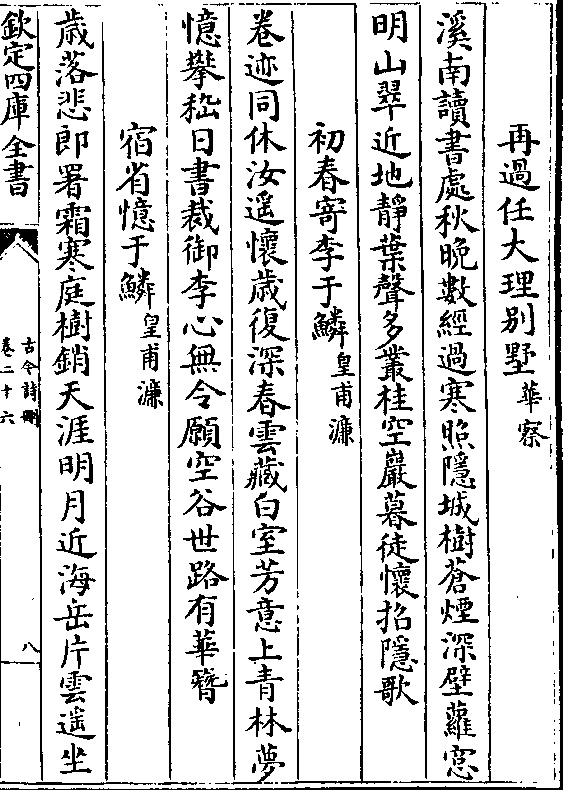 再過任大理别墅 華察
溪南讀書處秋晚數經過寒照隱城樹蒼煙深壁蘿窓
明山翠近地靜葉聲多叢桂空巖暮徒懷招隱歌
初春寄李于鱗 皇甫濂
卷迹同休汝遥懷歳復深春雲藏白室芳意上青林夢
憶擧嵇日書裁御李心無令願空谷世路有華簪
宿省憶于鱗 皇甫濂
歳落悲郎署霜寒庭樹銷天涯明月近海岳片雲遥坐
欽定四庫全書
古今詩刪
卷二十六
八